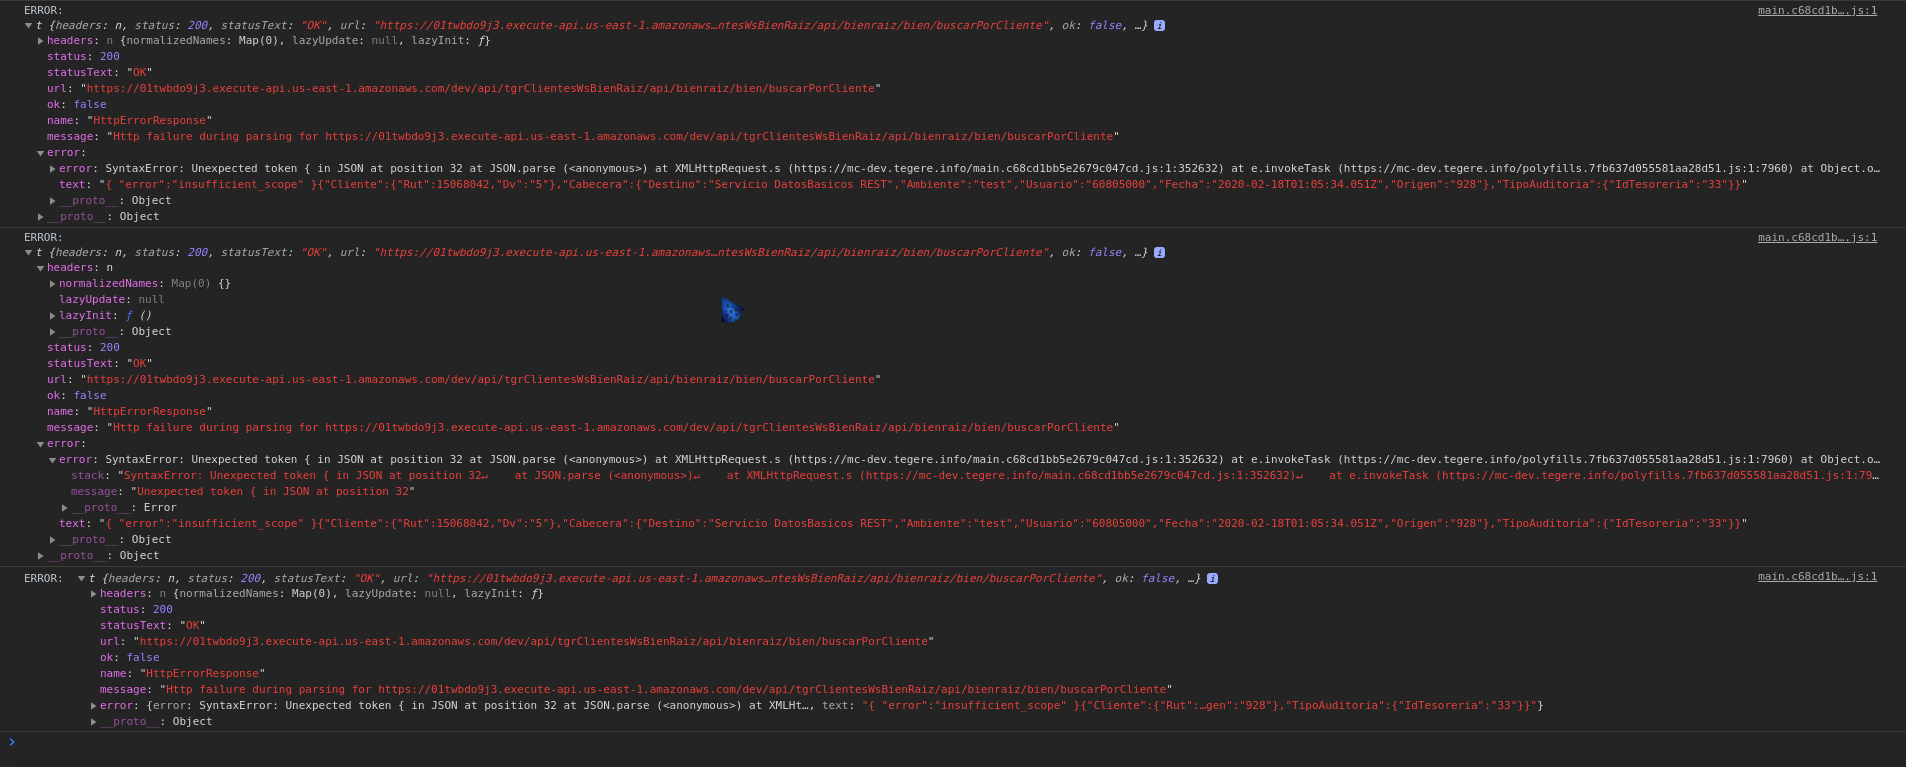 ERROR: main.c68cd1b….js:1
t {headers: n, status: 200, statusText: "OK", url: "https://01twbdo9j3.execute-api.us-east-1.amazonaws…ntesWsBienRaiz/api/bienraiz/bien/buscarPorCliente", ok: false, …} i
headers: n {normalizedNames: Map(0), lazyUpdate: null, lazyInit: ƒ}
status: 200
statusText: "OK"
url: "https://01twbdo9j3.execute-api.us-east-1.amazonaws.com/dev/api/tgrClientesWsBienRaiz/api/bienraiz/bien/buscarPorCliente"
ok: false
name: "HttpErrorResponse"
message: "Http failure during parsing for https://01twbdo9j3.execute-api.us-east-1.amazonaws.com/dev/api/tgrClientesWsBienRaiz/api/bienraiz/bien/buscarPorCliente"
error:
error: SyntaxError: Unexpected token { in JSON at position 32 at JSON.parse (<anonymous>) at XMLHttpRequest.s (https://mc-dev.tegere.info/main.c68cd1bb5e2679c047cd.js:1:352632) at e.invokeTask (https://mc-dev.tegere.info/polyfills.7fb637d055581aa28d51.js:1:7960) at Object.o…
text: "{ "error":"insufficient_scope" }{"Cliente":{"Rut":15068042,"Dv":"5"},"Cabecera":{"Destino":"Servicio DatosBasicos REST","Ambiente":"test","Usuario":"60805000","Fecha":"2020-02-18T01:05:34.051Z","Origen":"928"},"TipoAuditoria":{"IdTesoreria":"33"}}"
__proto__: Object
__proto__: Object
ERROR: main.c68cd1b….js:1
t {headers: n, status: 200, statusText: "OK", url: "https://01twbdo9j3.execute-api.us-east-1.amazonaws…ntesWsBienRaiz/api/bienraiz/bien/buscarPorCliente", ok: false, …} i
headers: n
normalizedNames: Map(0) {}
lazyUpdate: null
lazyInit: ƒ ()
__proto__: Object
status: 200
statusText: "OK"
url: "https://01twbdo9j3.execute-api.us-east-1.amazonaws.com/dev/api/tgrClientesWsBienRaiz/api/bienraiz/bien/buscarPorCliente"
ok: false
name: "HttpErrorResponse"
message: "Http failure during parsing for https://01twbdo9j3.execute-api.us-east-1.amazonaws.com/dev/api/tgrClientesWsBienRaiz/api/bienraiz/bien/buscarPorCliente"
error:
error: SyntaxError: Unexpected token { in JSON at position 32 at JSON.parse (<anonymous>) at XMLHttpRequest.s (https://mc-dev.tegere.info/main.c68cd1bb5e2679c047cd.js:1:352632) at e.invokeTask (https://mc-dev.tegere.info/polyfills.7fb637d055581aa28d51.js:1:7960) at Object.o…
stack: "SyntaxError: Unexpected token { in JSON at position 32↵    at JSON.parse (<anonymous>)↵    at XMLHttpRequest.s (https://mc-dev.tegere.info/main.c68cd1bb5e2679c047cd.js:1:352632)↵    at e.invokeTask (https://mc-dev.tegere.info/polyfills.7fb637d055581aa28d51.js:1:79…
message: "Unexpected token { in JSON at position 32"
__proto__: Error
text: "{ "error":"insufficient_scope" }{"Cliente":{"Rut":15068042,"Dv":"5"},"Cabecera":{"Destino":"Servicio DatosBasicos REST","Ambiente":"test","Usuario":"60805000","Fecha":"2020-02-18T01:05:34.051Z","Origen":"928"},"TipoAuditoria":{"IdTesoreria":"33"}}"
__proto__: Object
__proto__: Object
ERROR: t {headers: n, status: 200, statusText: "OK", url: "https://01twbdo9j3.execute-api.us-east-1.amazonaws…ntesWsBienRaiz/api/bienraiz/bien/buscarPorCliente", ok: false, …} i main.c68cd1b….js:1
headers: n {normalizedNames: Map(0), lazyUpdate: null, lazyInit: ƒ}
status: 200
statusText: "OK"
url: "https://01twbdo9j3.execute-api.us-east-1.amazonaws.com/dev/api/tgrClientesWsBienRaiz/api/bienraiz/bien/buscarPorCliente"
ok: false
name: "HttpErrorResponse"
message: "Http failure during parsing for https://01twbdo9j3.execute-api.us-east-1.amazonaws.com/dev/api/tgrClientesWsBienRaiz/api/bienraiz/bien/buscarPorCliente"
error: {error: SyntaxError: Unexpected token { in JSON at position 32 at JSON.parse (<anonymous>) at XMLHt…, text: "{ "error":"insufficient_scope" }{"Cliente":{"Rut":…gen":"928"},"TipoAuditoria":{"IdTesoreria":"33"}}"}
__proto__: Object